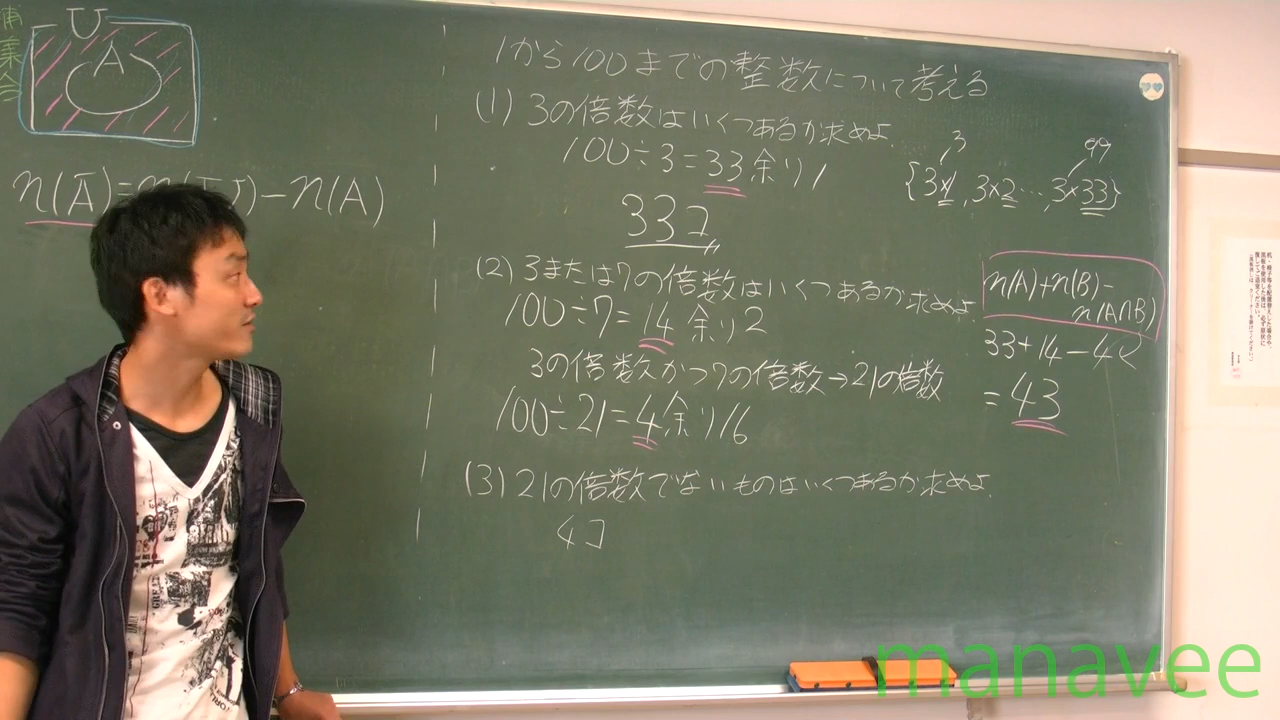 補集合
U
A
n(Ā)=n(U)-n(A)
1から100までの整数について考える
(1) 3の倍数はいくつあるか求めよ.
100÷3=33余り1
33コ
3
99
{3×1,3×2…,3×33}
(2) 3または7の倍数はいくつあるか求めよ.
100÷7=14余り2
3の倍数かつ7の倍数→21の倍数
100÷21=4余り16
n(A)+n(B)-
n(A∩B)
33+14-4
=43
(3) 21の倍数でないものはいくつあるか求めよ.
4コ
manavee